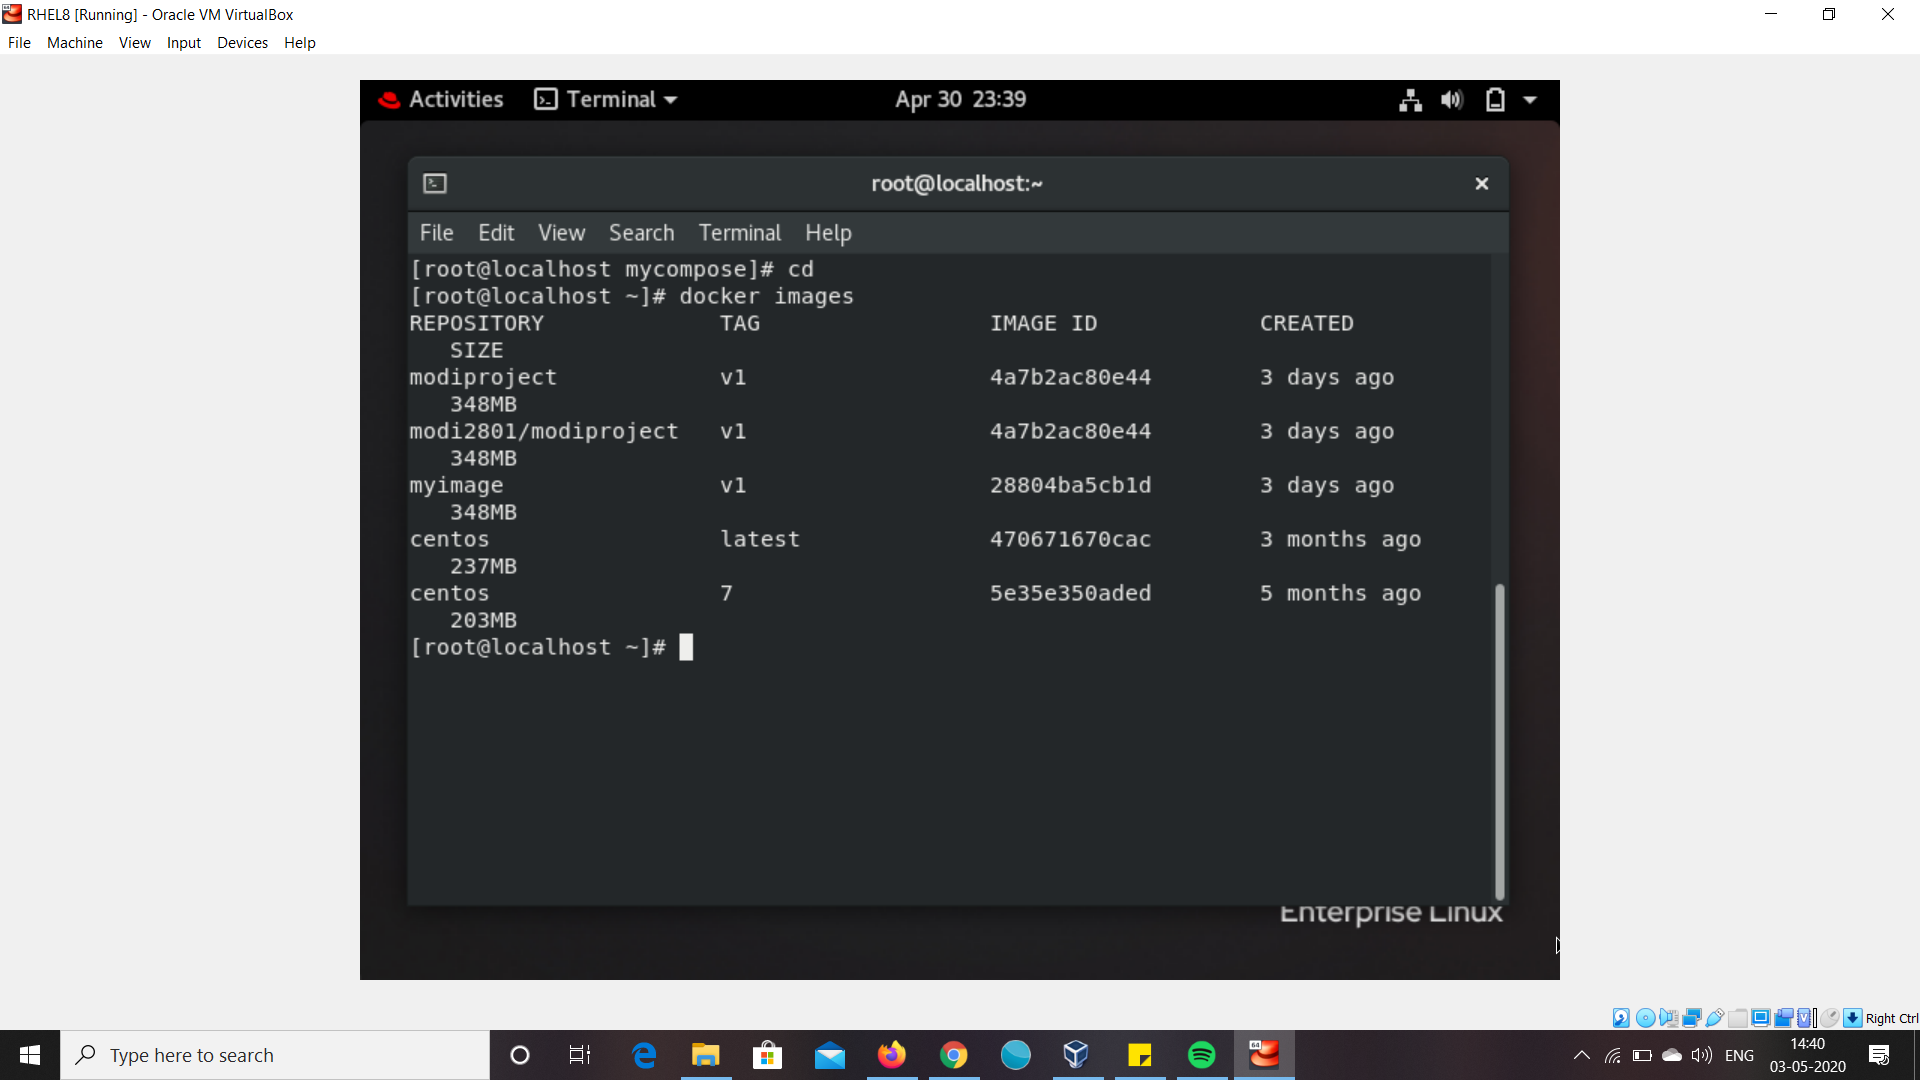 RHEL8 [Running] - Oracle VM VirtualBox
File Machine View Input Devices Help
Activities Terminal Apr 30 23:39
root@localhost:~
File Edit View Search Terminal Help
[root@localhost mycompose]# cd
[root@localhost ~]# docker images
REPOSITORY TAG IMAGE ID CREATED
SIZE
modiproject v1 4a7b2ac80e44 3 days ago
348MB
modi2801/modiproject v1 4a7b2ac80e44 3 days ago
348MB
myimage v1 28804ba5cb1d 3 days ago
348MB
centos latest 470671670cac 3 months ago
237MB
centos 7 5e35e350aded 5 months ago
203MB
[root@localhost ~]#
Enterprise Linux
Right Ctrl
Type here to search
ENG
14:40
03-05-2020